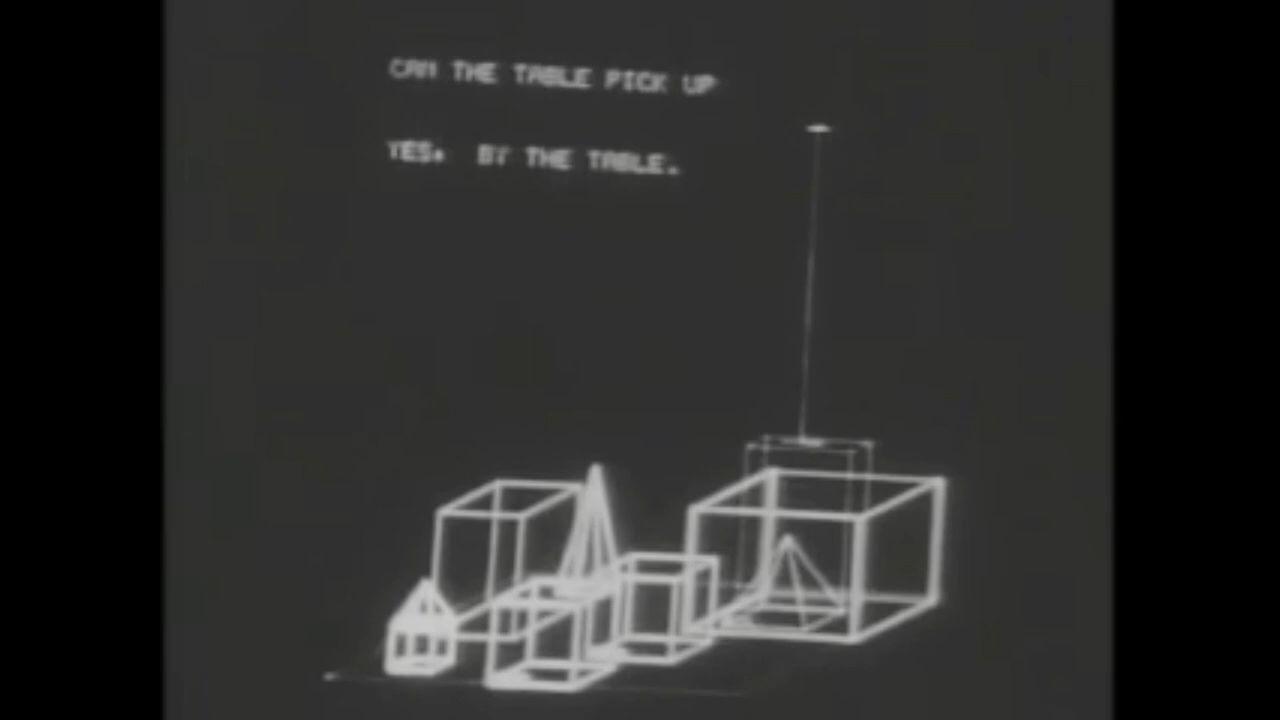 CAN THE TABLE PICK UP
YES. BY THE TABLE.